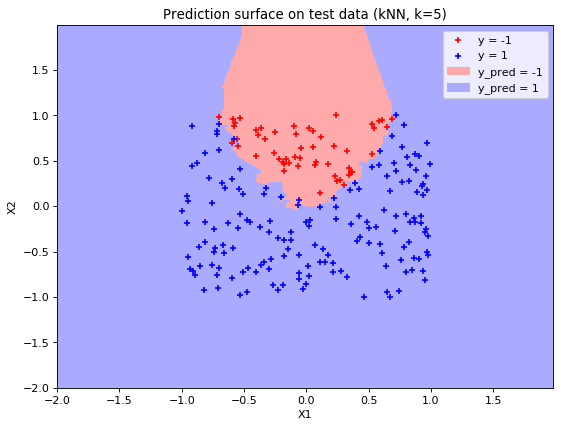 Prediction surface on test data (kNN, k=5)
y = -1
y = 1
y_pred = -1
y_pred = 1
X2
1.5
1.0
0.5
0.0
−0.5
−1.0
−1.5
−2.0
−2.0 −1.5 −1.0 −0.5 0.0 0.5 1.0 1.5
X1